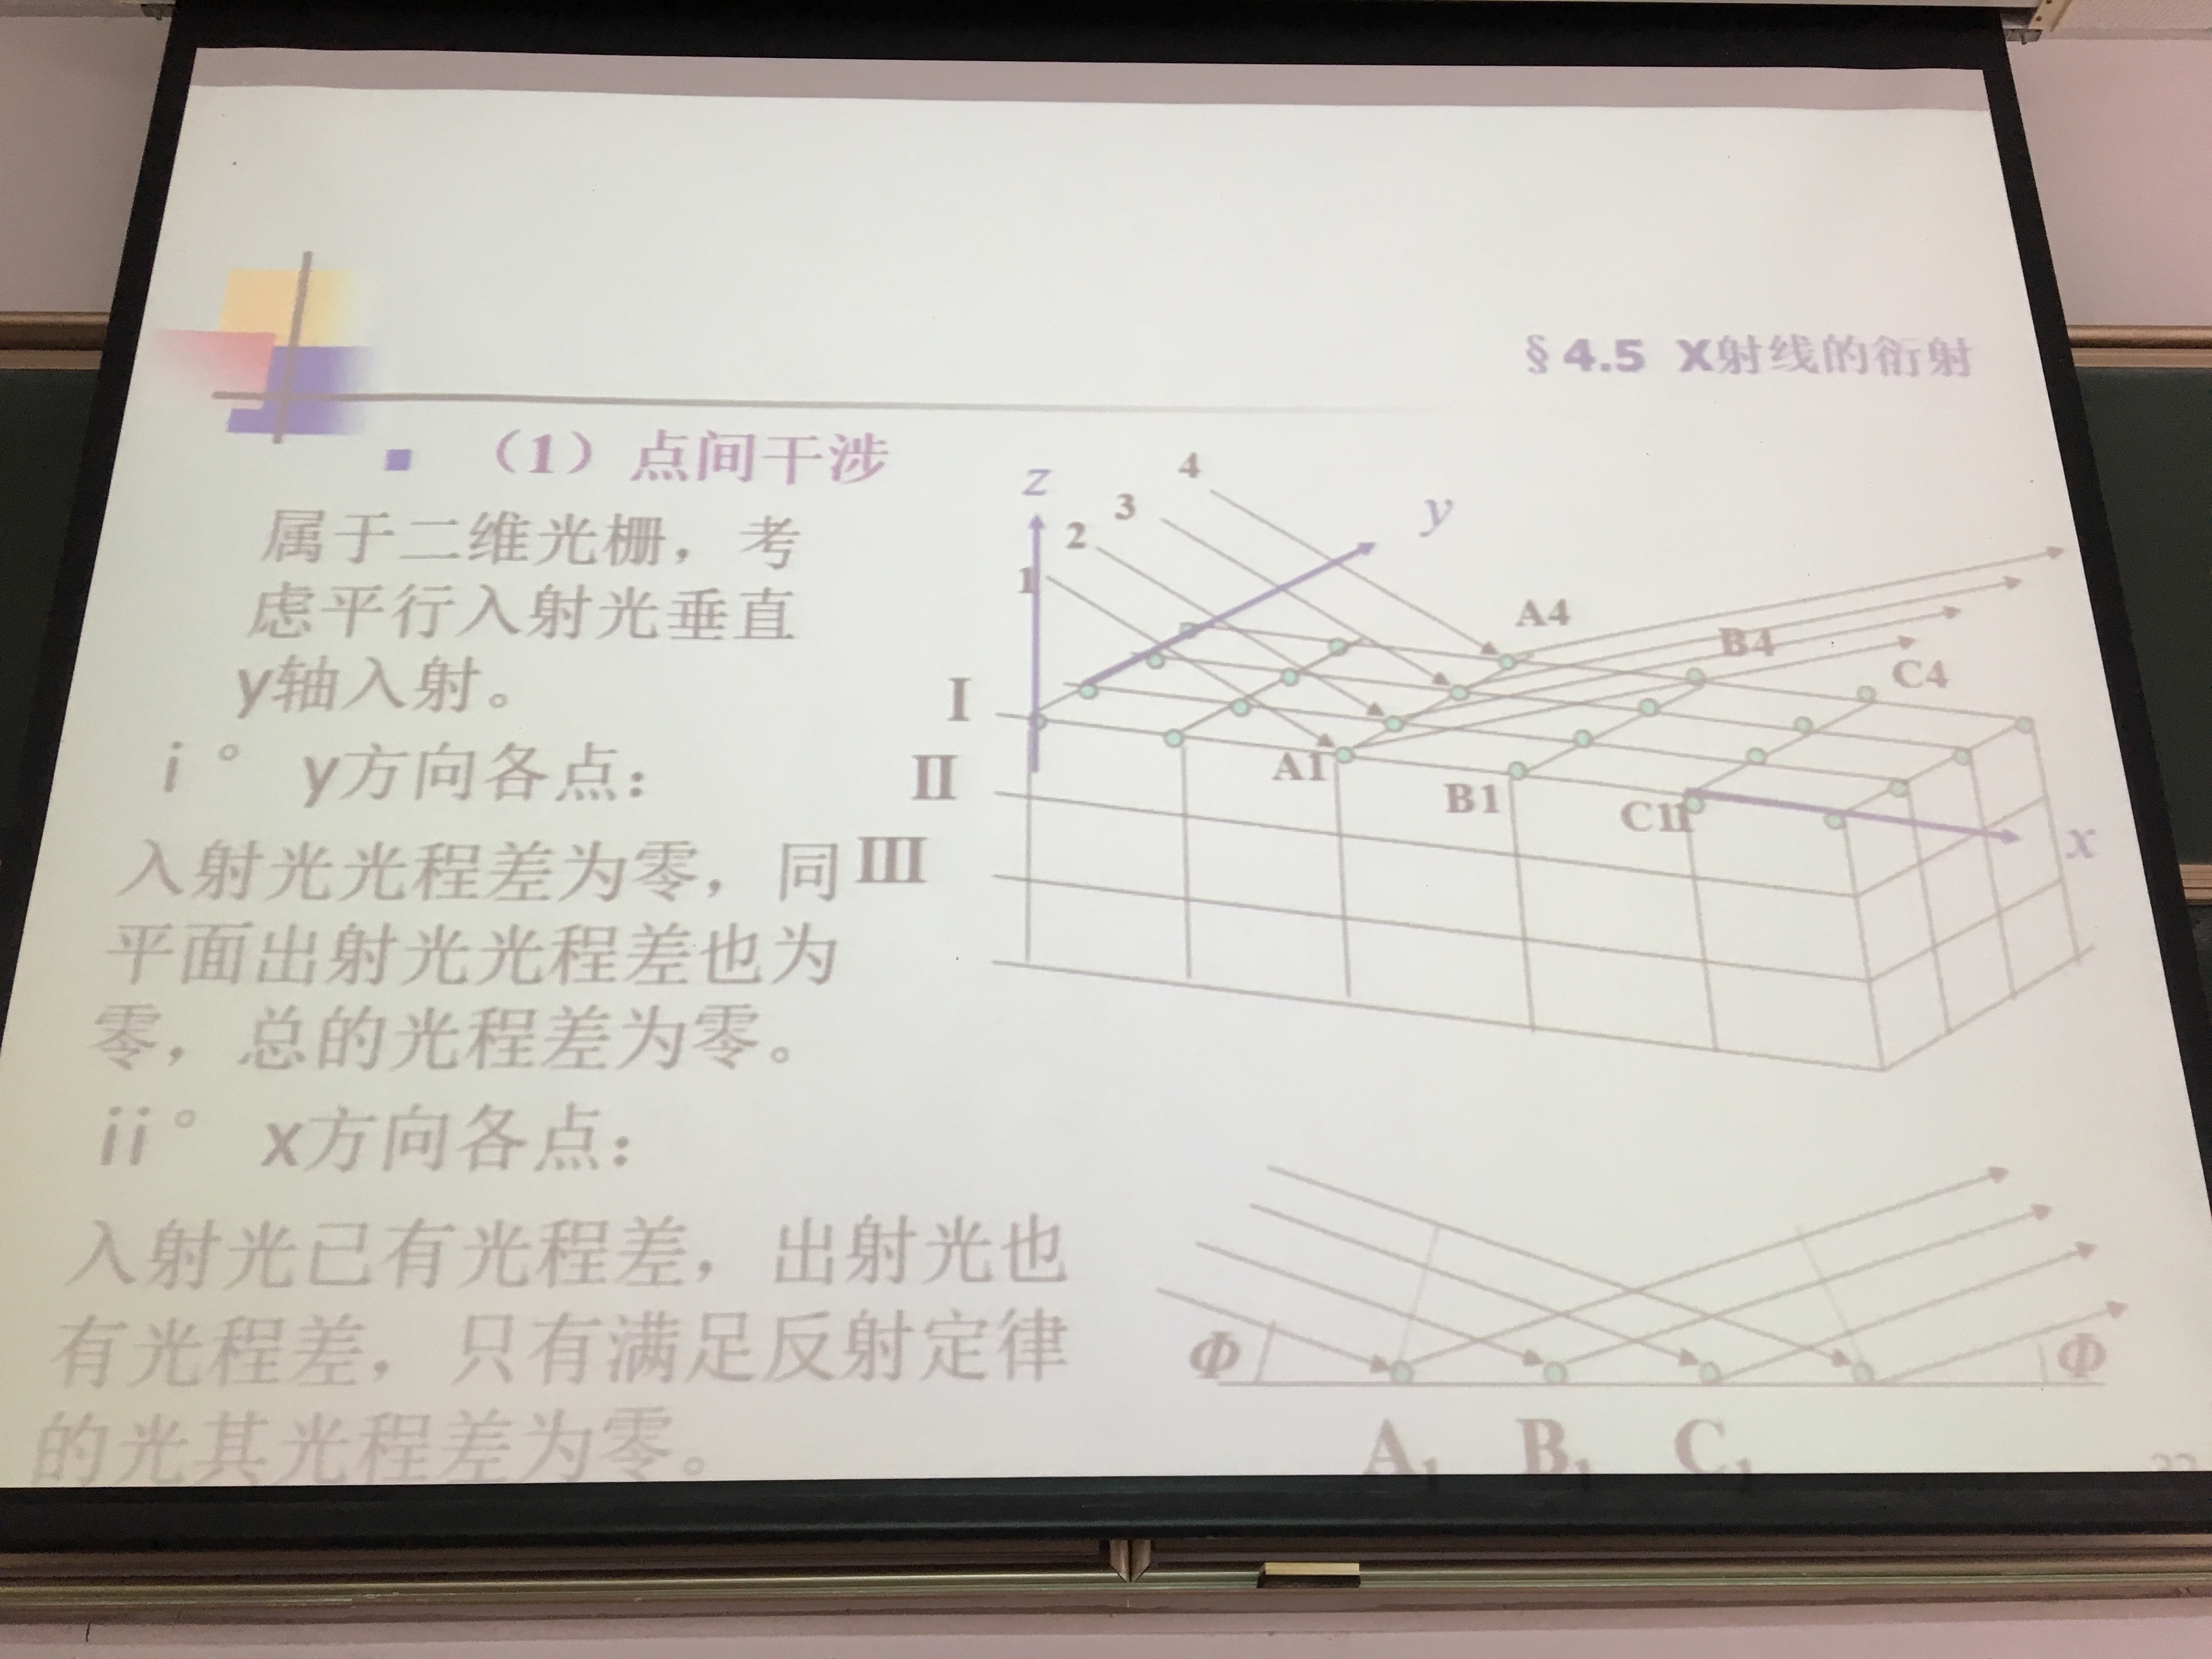 §4.5 X射线的衍射
(1) 点间干涉
属于二维光栅，考
虑平行入射光垂直
y轴入射。
i° y方向各点：
入射光光程差为零，同
平面出射光光程差也为
零，总的光程差为零。
ii° x方向各点：
入射光已有光程差，出射光也
有光程差，只有满足反射定律
的光其光程差为零。
z
4
3
2
1
y
A4
B4
C4
I
II
III
A1
B1
x
Φ
Φ
A₁ B₁ C₁